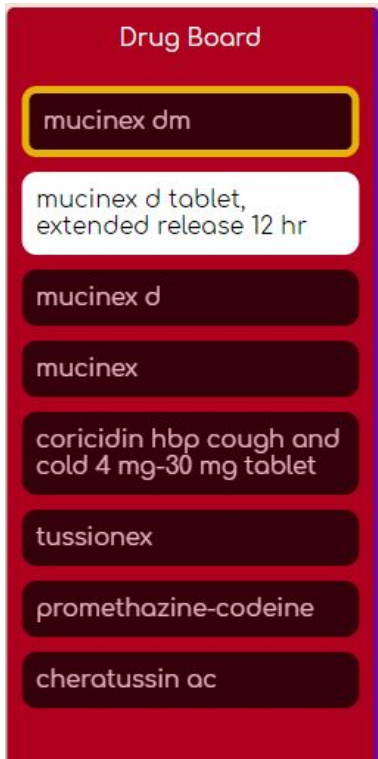 Drug Board
mucinex dm
mucinex d tablet,
extended release 12 hr
mucinex d
mucinex
coricidin hbp cough and
cold 4 mg-30 mg tablet
tussionex
promethazine-codeine
cheratussin ac